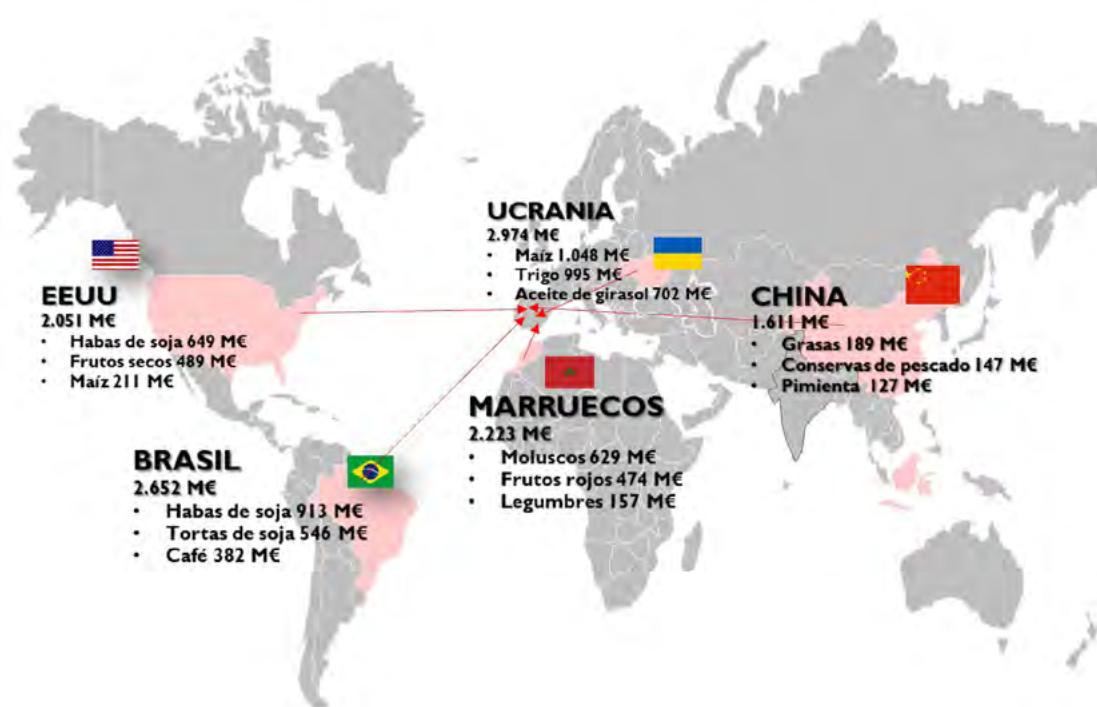 UCRANIA
2.974 M€
• Maíz 1.048 M€
• Trigo 995 M€
• Aceite de girasol 702 M€
EEUU
2.051 M€
• Habas de soja 649 M€
• Frutos secos 489 M€
• Maíz 211 M€
CHINA
1.611 M€
• Grasas 189 M€
• Conservas de pescado 147 M€
• Pimienta 127 M€
MARRUECOS
2.223 M€
• Moluscos 629 M€
• Frutos rojos 474 M€
• Legumbres 157 M€
BRASIL
2.652 M€
• Habas de soja 913 M€
• Tortas de soja 546 M€
• Café 382 M€